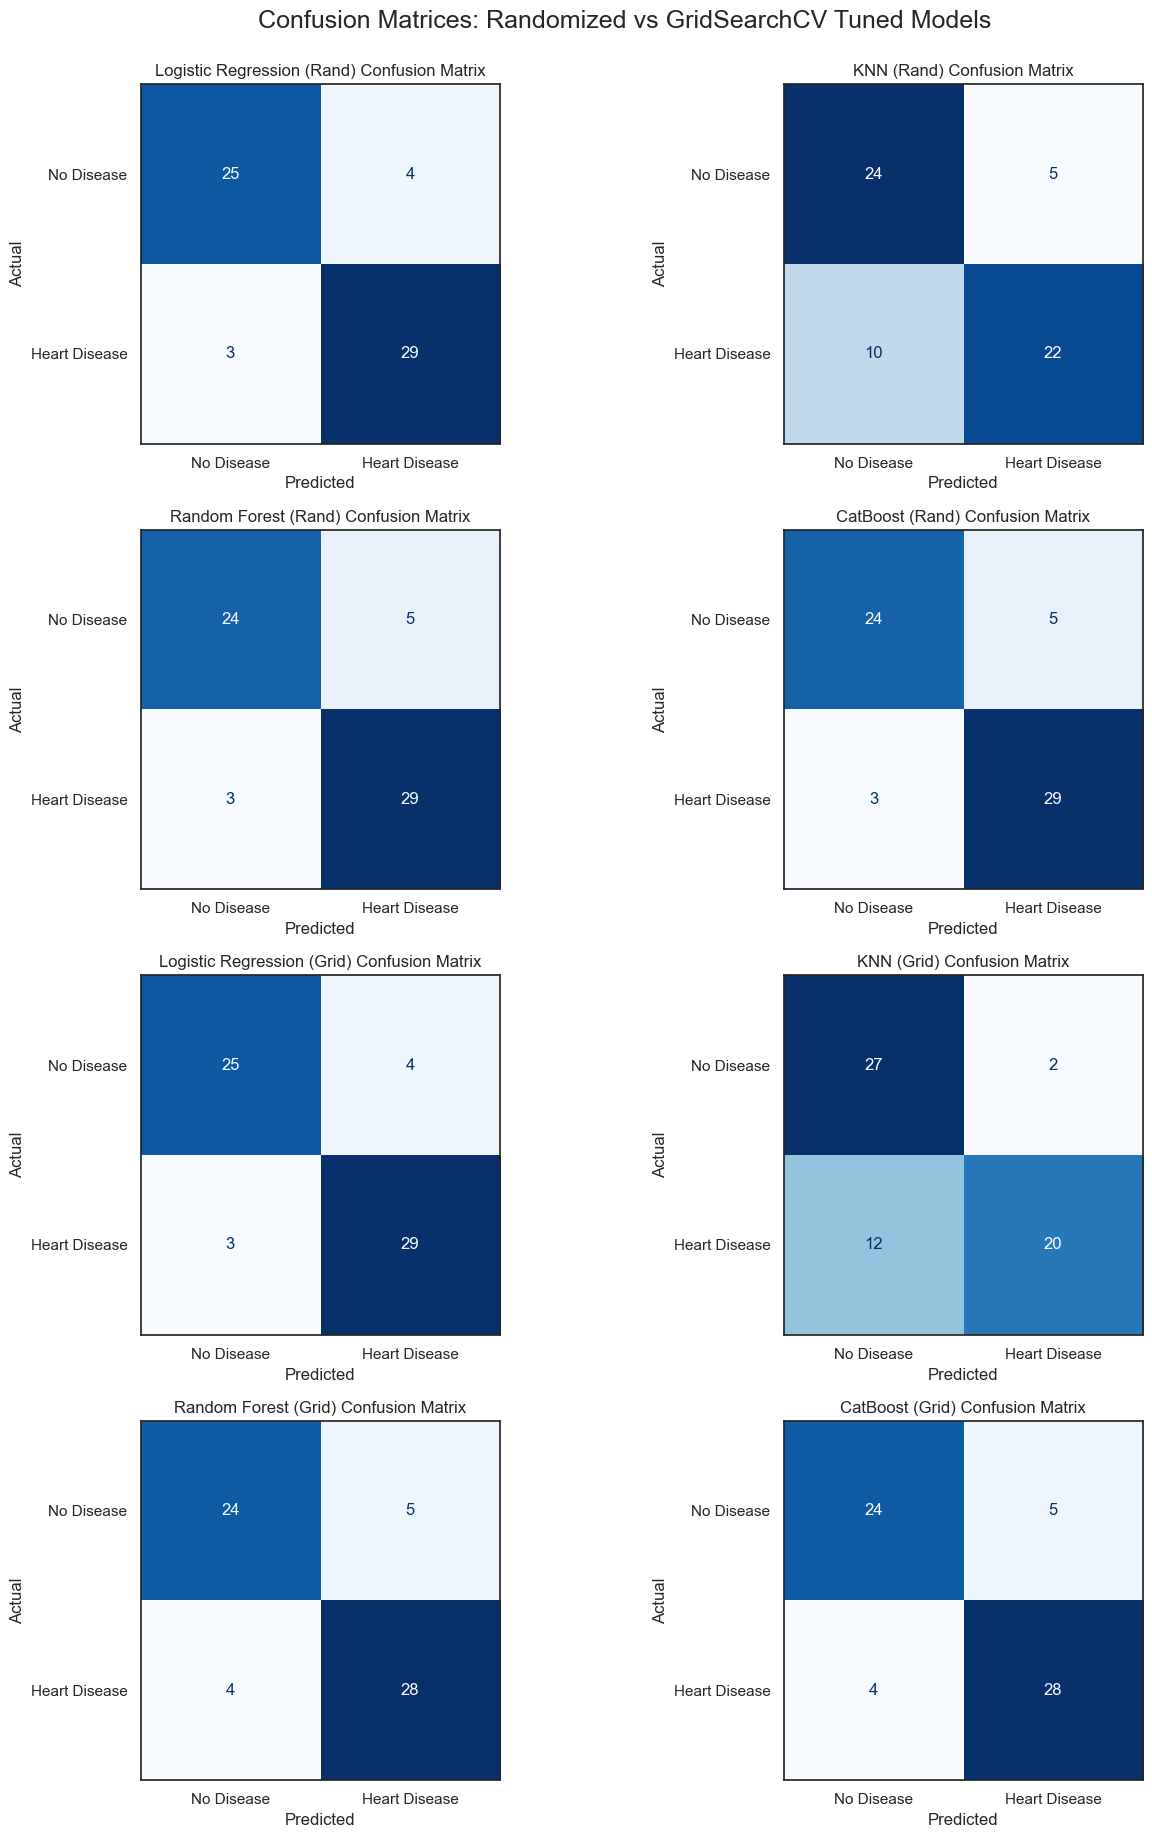 Confusion Matrices: Randomized vs GridSearchCV Tuned Models
Logistic Regression (Rand) Confusion Matrix
Actual
No Disease
25
4
Heart Disease
3
29
No Disease
Heart Disease
Predicted
KNN (Rand) Confusion Matrix
Actual
No Disease
24
5
Heart Disease
10
22
No Disease
Heart Disease
Predicted
Random Forest (Rand) Confusion Matrix
Actual
No Disease
24
5
Heart Disease
3
29
No Disease
Heart Disease
Predicted
CatBoost (Rand) Confusion Matrix
Actual
No Disease
24
5
Heart Disease
3
29
No Disease
Heart Disease
Predicted
Logistic Regression (Grid) Confusion Matrix
Actual
No Disease
25
4
Heart Disease
3
29
No Disease
Heart Disease
Predicted
KNN (Grid) Confusion Matrix
Actual
No Disease
27
2
Heart Disease
12
20
No Disease
Heart Disease
Predicted
Random Forest (Grid) Confusion Matrix
Actual
No Disease
24
5
Heart Disease
4
28
No Disease
Heart Disease
Predicted
CatBoost (Grid) Confusion Matrix
Actual
No Disease
24
5
Heart Disease
4
28
No Disease
Heart Disease
Predicted